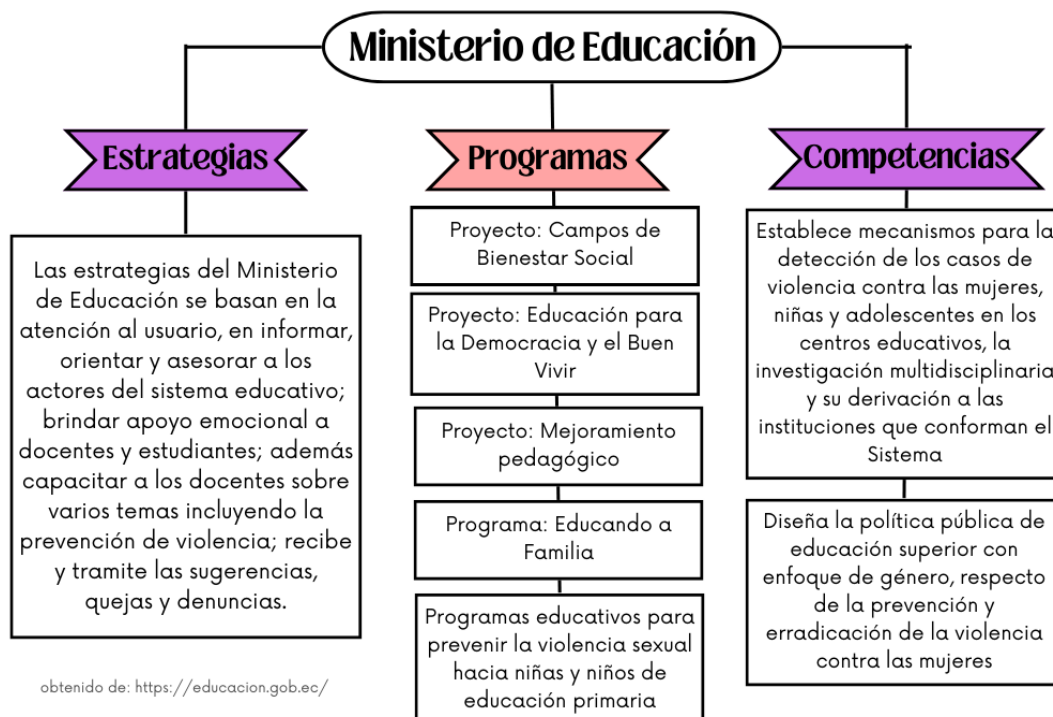 Ministerio de Educación
Estrategias
Las estrategias del Ministerio
de Educación se basan en la
atención al usuario, en informar,
orientar y asesorar a los
actores del sistema educativo;
brindar apoyo emocional a
docentes y estudiantes; además
capacitar a los docentes sobre
varios temas incluyendo la
prevención de violencia; recibe
y tramite las sugerencias,
quejas y denuncias.
obtenido de: https://educacion.gob.ec/
Programas
Proyecto: Campos de
Bienestar Social
Proyecto: Educación para
la Democracia y el Buen
Vivir
Proyecto: Mejoramiento
pedagógico
Programa: Educando a
Familia
Programas educativos para
prevenir la violencia sexual
hacia niñas y niños de
educación primaria
Competencias
Establece mecanismos para la
detección de los casos de
violencia contra las mujeres,
niñas y adolescentes en los
centros educativos, la
investigación multidisciplinaria
y su derivación a las
instituciones que conforman el
Sistema
Diseña la política pública de
educación superior con
enfoque de género, respecto
de la prevención y
erradicación de la violencia
contra las mujeres